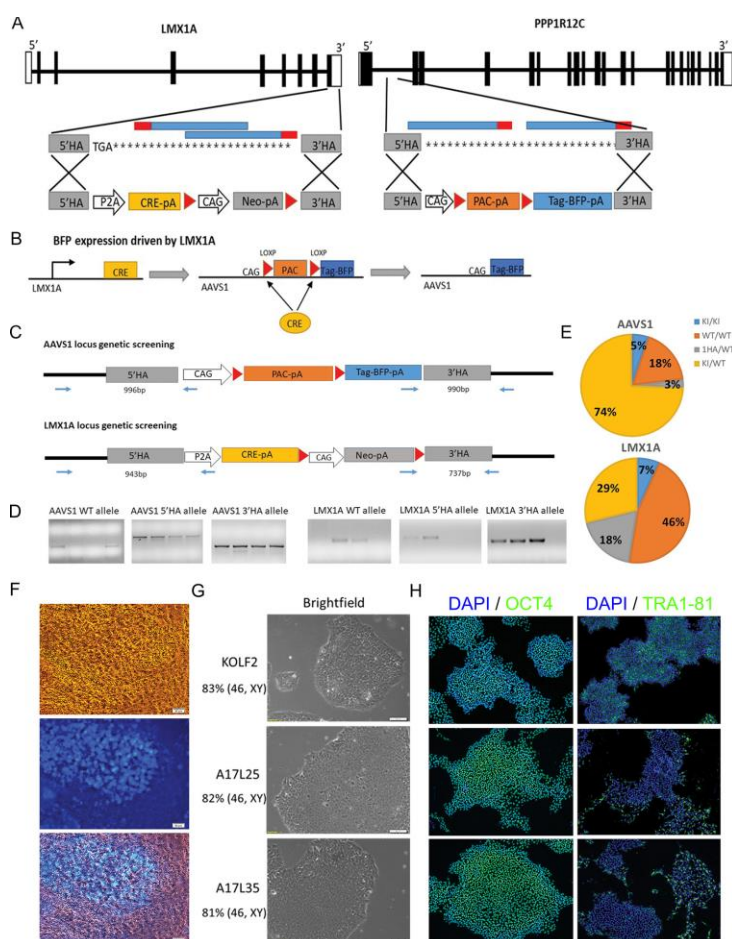 A
LMX1A
PPP1R12C
5' 3' 5' 3'
5'HA TGA*************************** 3'HA 5'HA 3'HA
5'HA P2A CRE-pA CAG Neo-pA 3'HA 5'HA CAG PAC-pA Tag-BFP-pA 3'HA
B BFP expression driven by LMX1A
LOXP LOXP
CRE CAG PAC Tag-BFP CAG Tag-BFP
LMX1A AAVS1 AAVS1
CRE
C
AAVS1 locus genetic screening
5'HA CAG PAC-pA Tag-BFP-pA 3'HA
996bp 990bp
LMX1A locus genetic screening
5'HA P2A CRE-pA CAG Neo-pA 3'HA
943bp 737bp
D
AAVS1 WT allele AAVS1 5'HA allele AAVS1 3'HA allele LMX1A WT allele LMX1A 5'HA allele LMX1A 3'HA allele
E
AAVS1
KI/KI
WT/WT
1HA/WT
KI/WT
5%
18%
3%
74%
LMX1A
7%
29%
46%
18%
F
G
Brightfield
KOLF2
83% (46, XY)
A17L25
82% (46, XY)
A17L35
81% (46, XY)
H
DAPI / OCT4 DAPI / TRA1-81